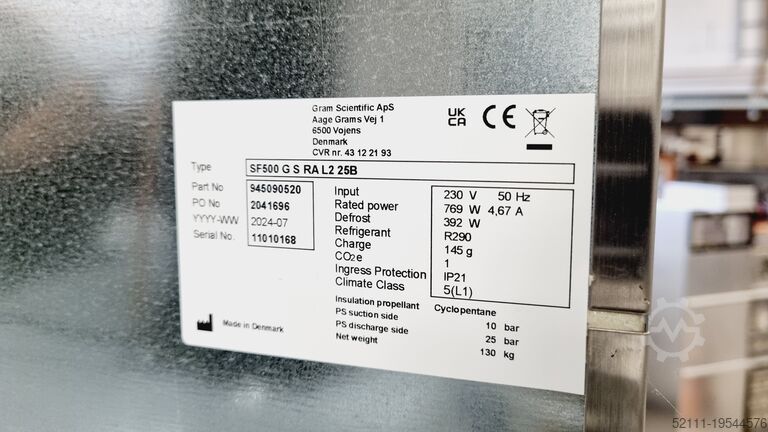 Gram Scientific ApS
Aage Grams Vej 1
6500 Vojens
Denmark
CVR nr. 43 12 21 93
UK
CA
CE
Type SF500 G S RA L2 25B
Part No 945090520
PO No 2041696
YYYY-WW 2024-07
Serial No. 11010168
Input 230 V 50 Hz
Rated power 769 W 4,67 A
Defrost 392 W
Refrigerant R290
Charge 145 g
CO2e 1
Ingress Protection IP21
Climate Class 5(L1)
Insulation propellant Cyclopentane
PS suction side 10 bar
PS discharge side 25 bar
Net weight 130 kg
Made in Denmark
52111-19544576